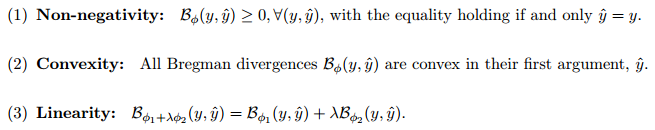 (1) Non-negativity: $\mathcal{B}_{\phi}(y, \hat{y}) \geq 0, \forall (y, \hat{y})$, with the equality holding if and only $\hat{y} = y$.
(2) Convexity: All Bregman divergences $\mathcal{B}_{\phi}(y, \hat{y})$ are convex in their first argument, $\hat{y}$.
(3) Linearity: $\mathcal{B}_{\phi_1 + \lambda \phi_2}(y, \hat{y}) = \mathcal{B}_{\phi_1}(y, \hat{y}) + \lambda \mathcal{B}_{\phi_2}(y, \hat{y})$.